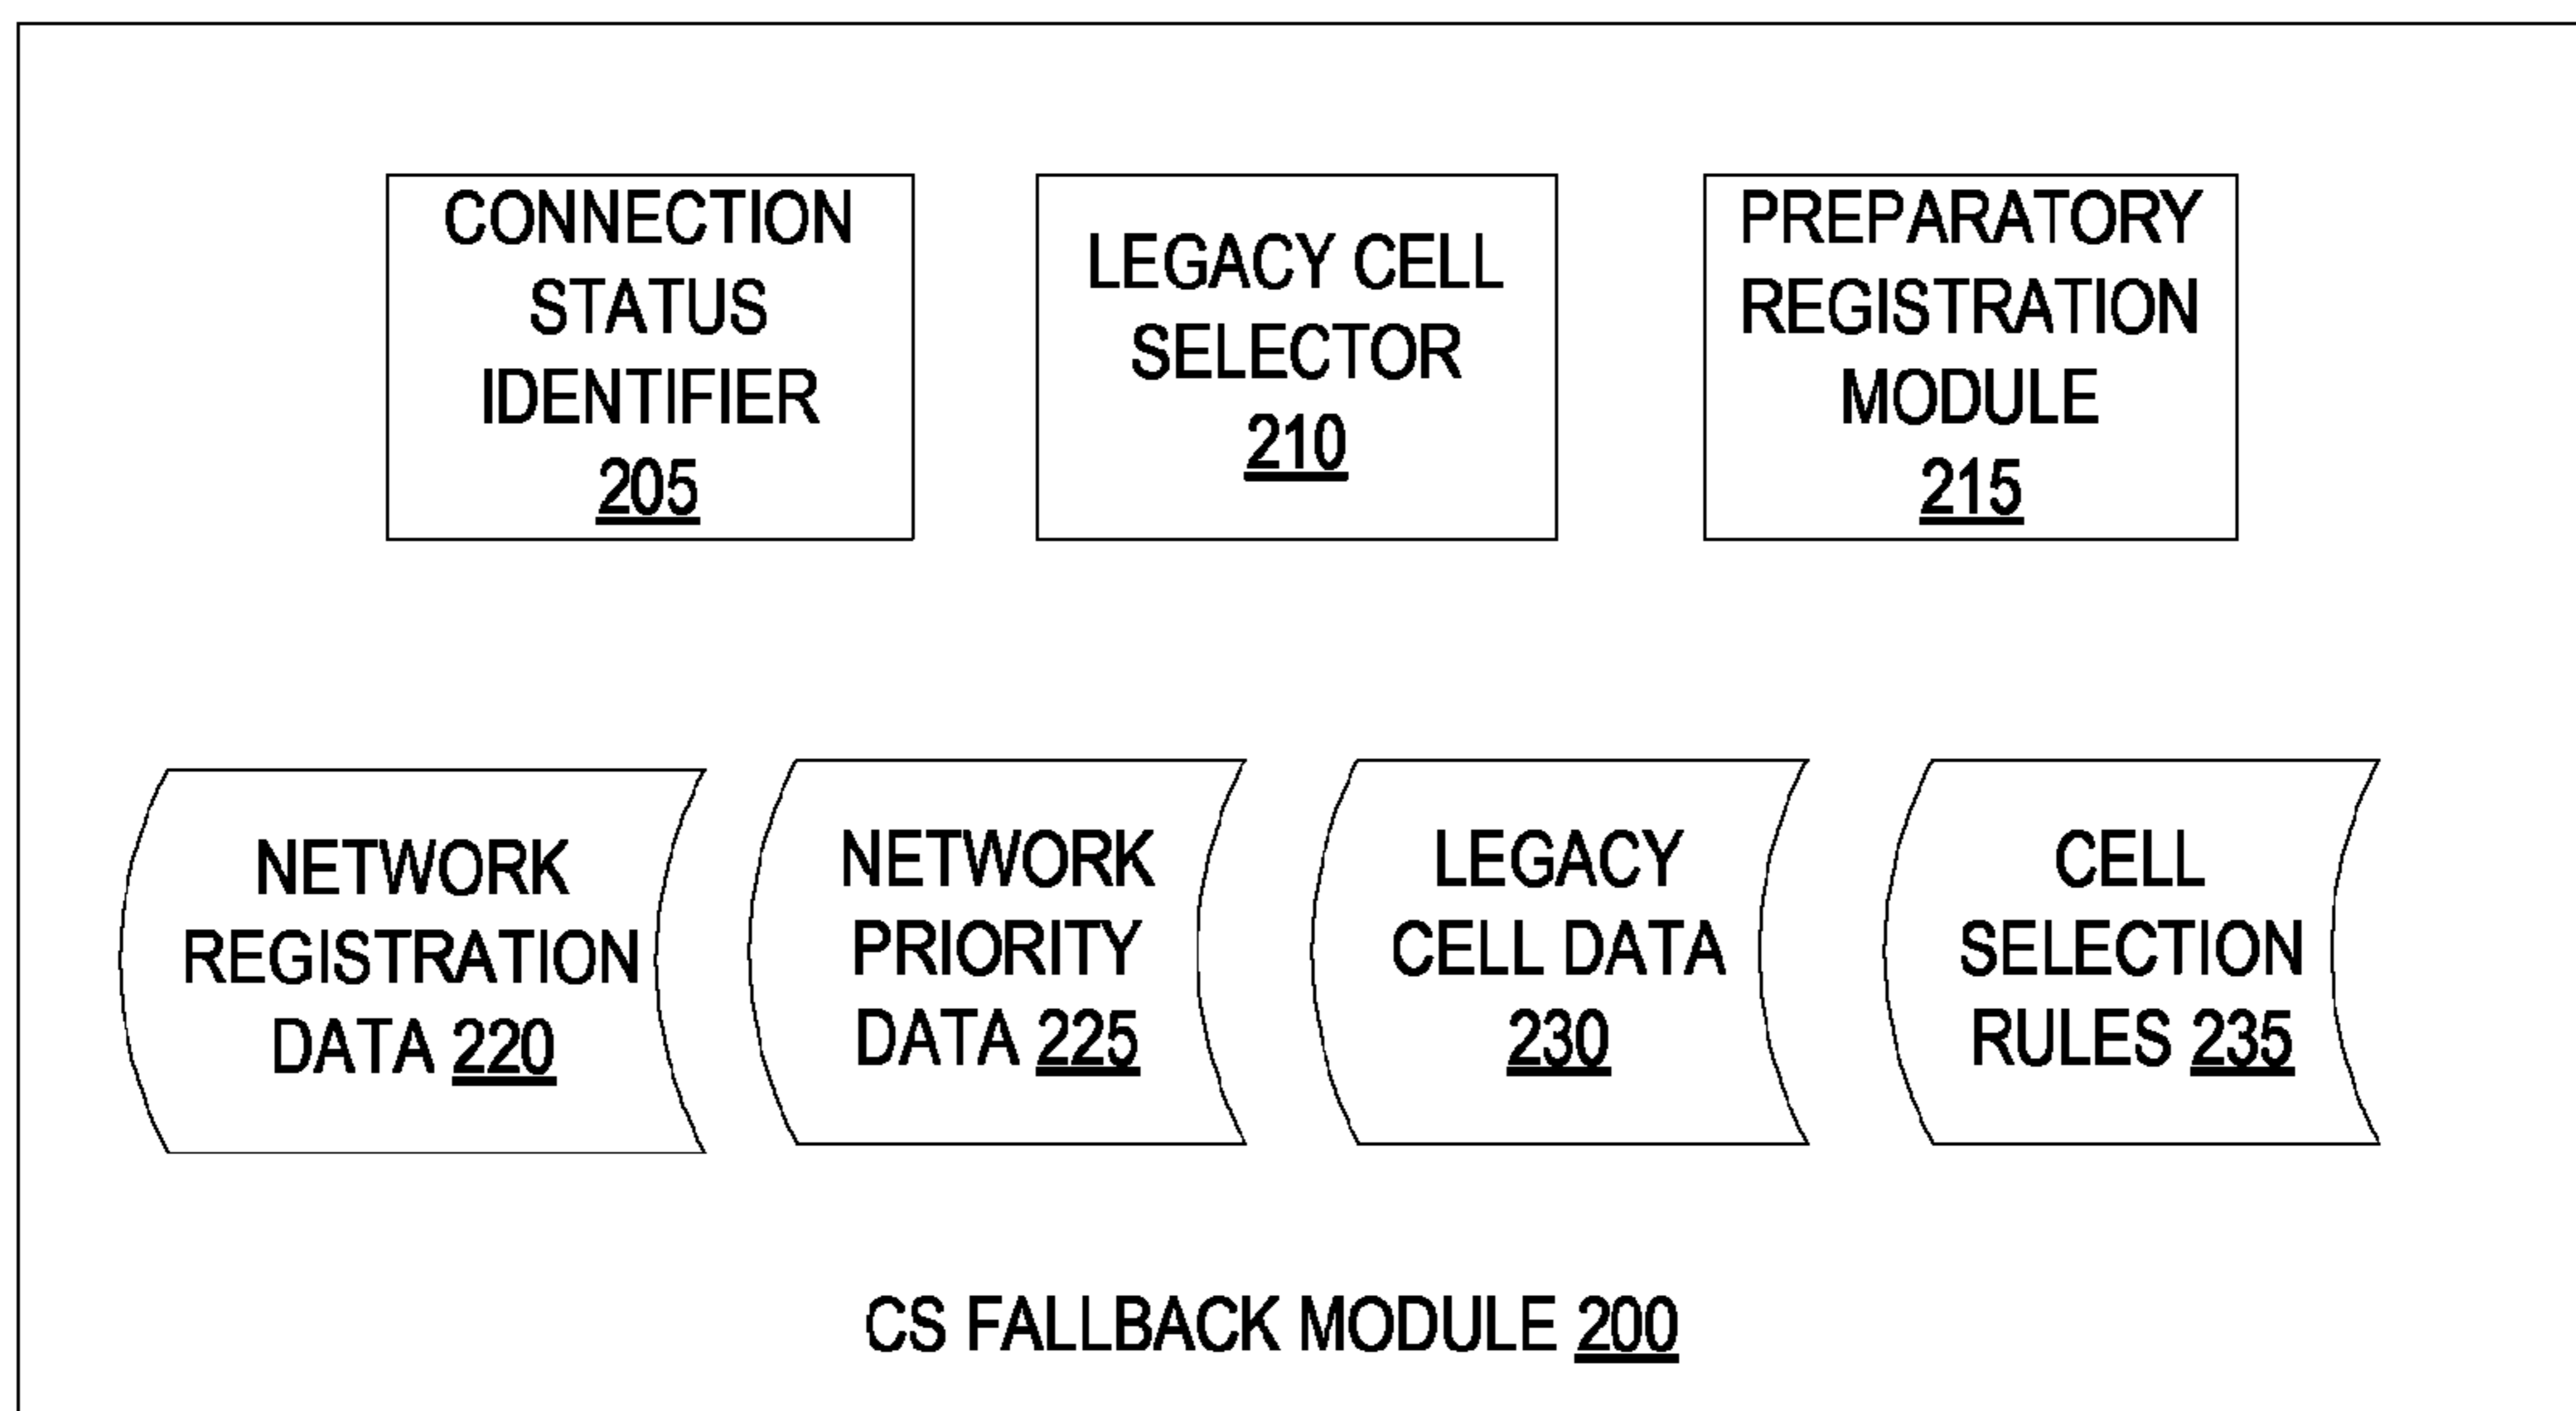 CONNECTION
STATUS
IDENTIFIER
205
LEGACY CELL
SELECTOR
210
PREPARATORY
REGISTRATION
MODULE
215
NETWORK
REGISTRATION
DATA 220
NETWORK
PRIORITY
DATA 225
LEGACY
CELL DATA
230
CELL
SELECTION
RULES 235
CS FALLBACK MODULE 200